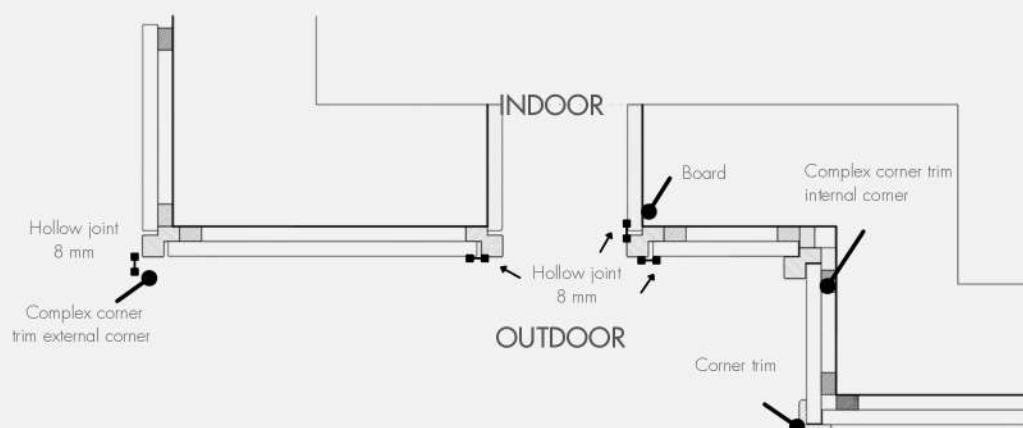 INDOOR
Board
Complex corner trim
internal corner
Hollow joint
8 mm
Hollow joint
8 mm
Complex corner
trim external corner
OUTDOOR
Corner trim